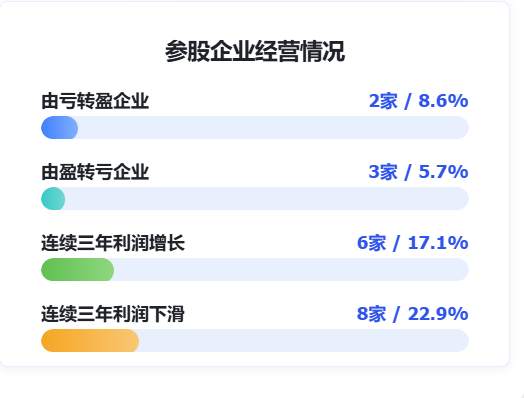 参股企业经营情况
由亏转盈企业 2家 / 8.6%
由盈转亏企业 3家 / 5.7%
连续三年利润增长 6家 / 17.1%
连续三年利润下滑 8家 / 22.9%